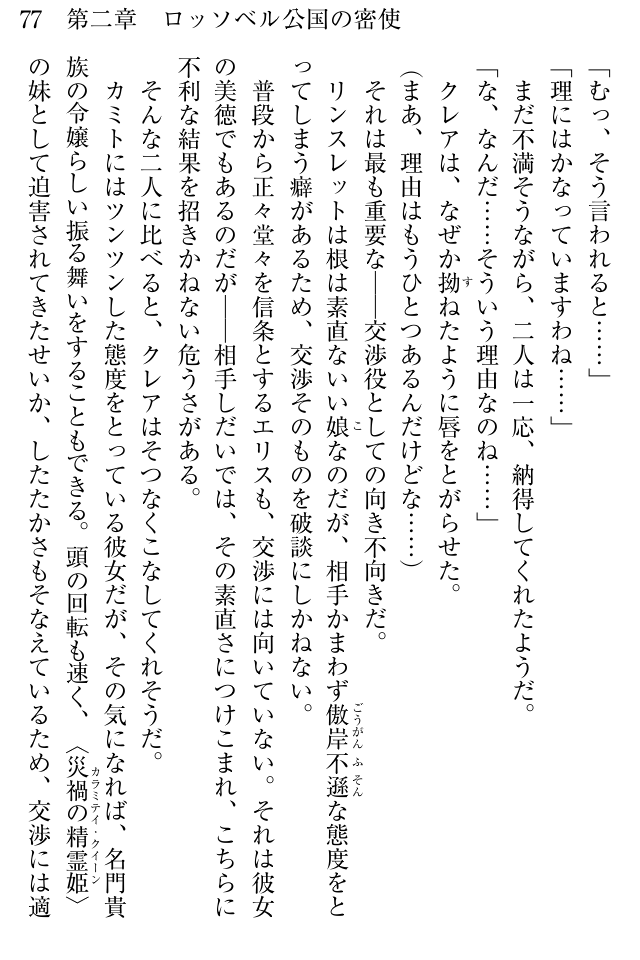 77 第二章 ロッソベル公国の密使
「むっ、そう言われると……」
「理にはかなっていますわね……」
まだ不満そうながら、二人は一応、納得してくれたようだ。
「な、なんだ……そういう理由なのね……」
クレアは、なぜか拗ねたように唇をとがらせた。
(まあ、理由はもうひとつあるんだけどな……)
それは最も重要な――交渉役としての向き不向きだ。
リンスレットは根は素直ないい娘なのだが、相手かまわず傲岸不遜な態度をと
ってしまう癖があるため、交渉そのものを破談にしかねない。
普段から正々堂々を信条とするエリスも、交渉には向いていない。それは彼女
の美徳でもあるのだが――相手しだいでは、その素直さにつけこまれ、こちらに
不利な結果を招きかねない危うさがある。
そんな二人に比べると、クレアはそつなくこなしてくれそうだ。
カミトにはツンツンした態度をとっている彼女だが、その気になれば、名門貴
族の令嬢らしい振る舞いをすることもできる。頭の回転も速く、〈災禍の精霊姫〉
の妹として迫害されてきたせいか、したたかさもそなえているため、交渉には適
す
こ
ごうがん ふ そん
カラミティ・クイーン